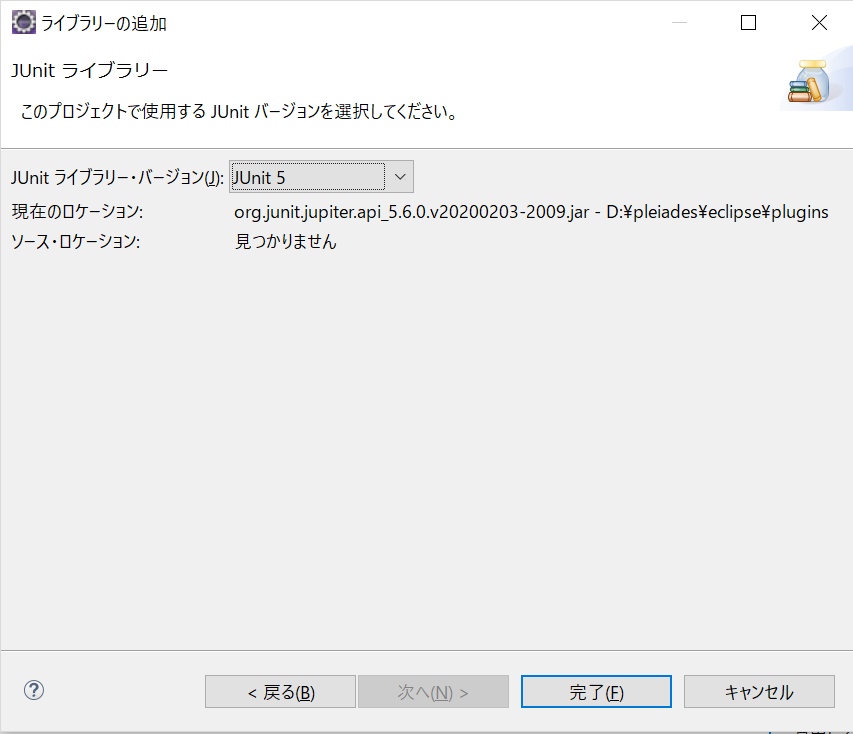 ライブラリーの追加
JUnit ライブラリー
このプロジェクトで使用する JUnit バージョンを選択してください。
JUnit ライブラリー・バージョン(J): JUnit 5
現在のロケーション: org.junit.jupiter.api_5.6.0.v20200203-2009.jar - D:¥pleiades¥eclipse¥plugins
ソース・ロケーション: 見つかりません
? < 戻る(B) 次へ(N) > 完了(F) キャンセル